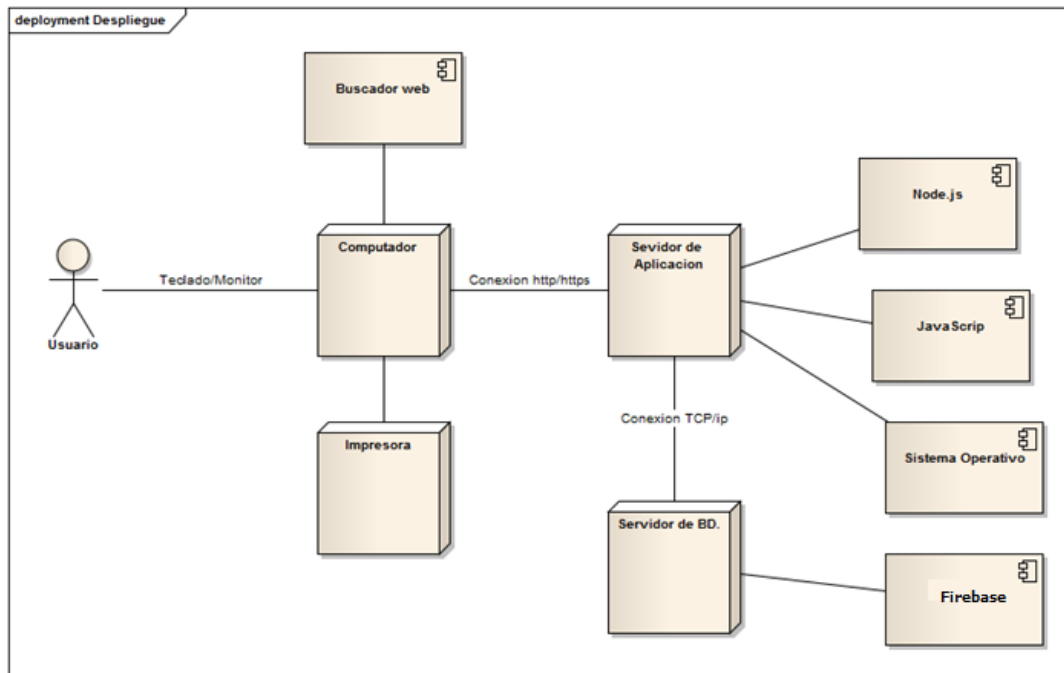 deployment Despliegue
Buscador web
Node.js
Computador
Sevidor de
Aplicacion
Teclado/Monitor
Conexion http/https
Usuario
JavaScrip
Conexion TCP/ip
Impresora
Sistema Operativo
Servidor de BD.
Firebase